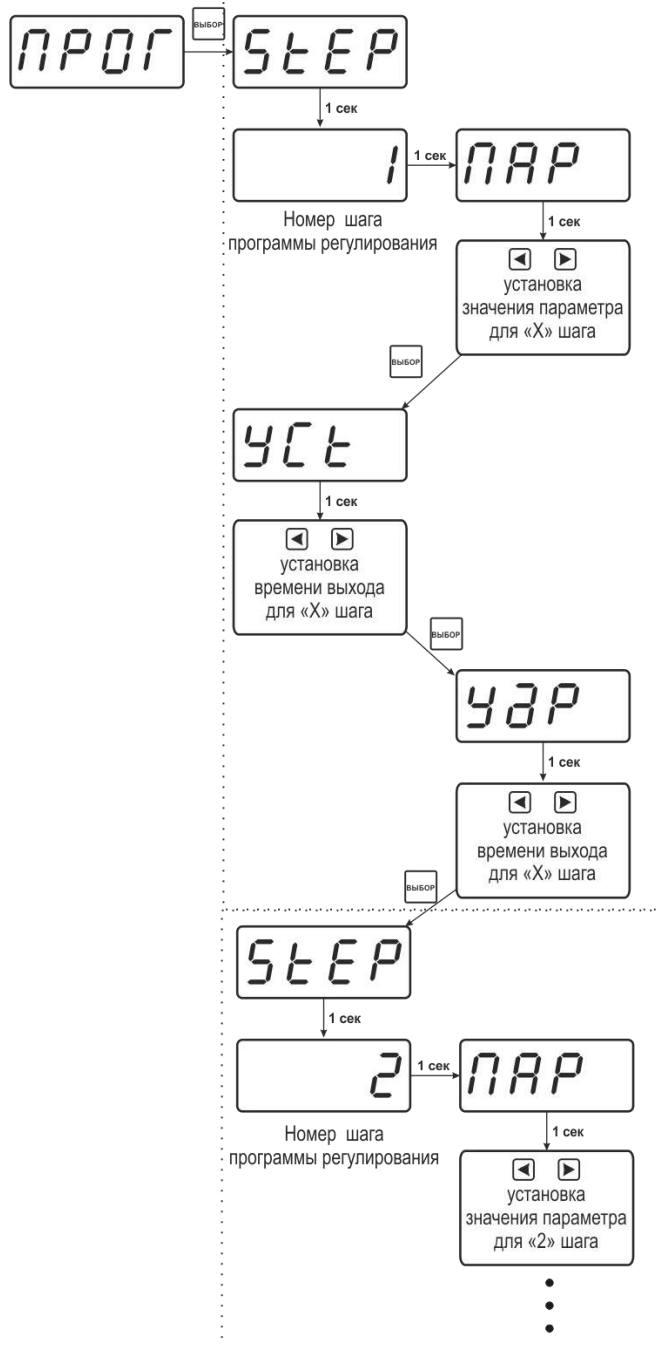 ПРОГ
ВЫБОР
StEP
1 сек
1
1 сек
ПАР
Номер шага
программы регулирования
1 сек
установка
значения параметра
для «X» шага
ВЫБОР
УСt
1 сек
установка
времени выхода
для «X» шага
ВЫБОР
УдР
1 сек
установка
времени выхода
для «X» шага
ВЫБОР
StEP
1 сек
2
1 сек
ПАР
Номер шага
программы регулирования
1 сек
установка
значения параметра
для «2» шага